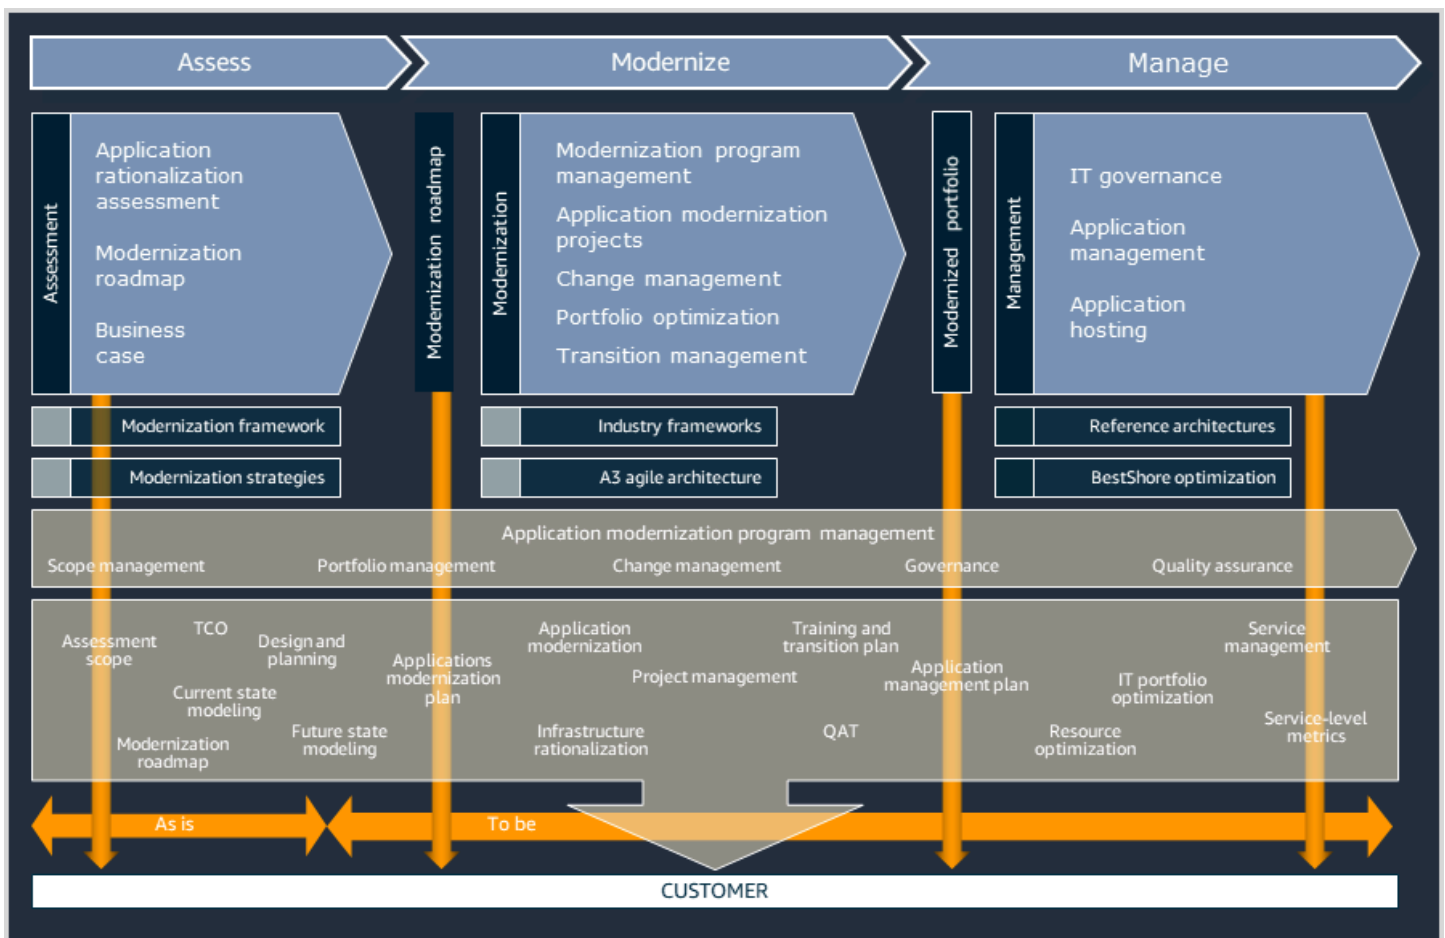 Assess
Modernize
Manage
Assessment
Application
rationalization
assessment
Modernization
roadmap
Business
case
Modernization roadmap
Modernization
Modernization program
management
Application modernization
projects
Change management
Portfolio optimization
Transition management
Modernized portfolio
Management
IT governance
Application
management
Application
hosting
Modernization framework
Industry frameworks
Reference architectures
Modernization strategies
A3 agile architecture
BestShore optimization
Application modernization program management
Scope management
Portfolio management
Change management
Governance
Quality assurance
Assessment
scope
TCO
Design and
planning
Current state
modeling
Modernization
roadmap
Future state
modeling
Applications
modernization
plan
Application
modernization
Project management
Infrastructure
rationalization
Training and
transition plan
QAT
Application
management plan
Resource
optimization
IT portfolio
optimization
Service
management
Service-level
metrics
As is
To be
CUSTOMER